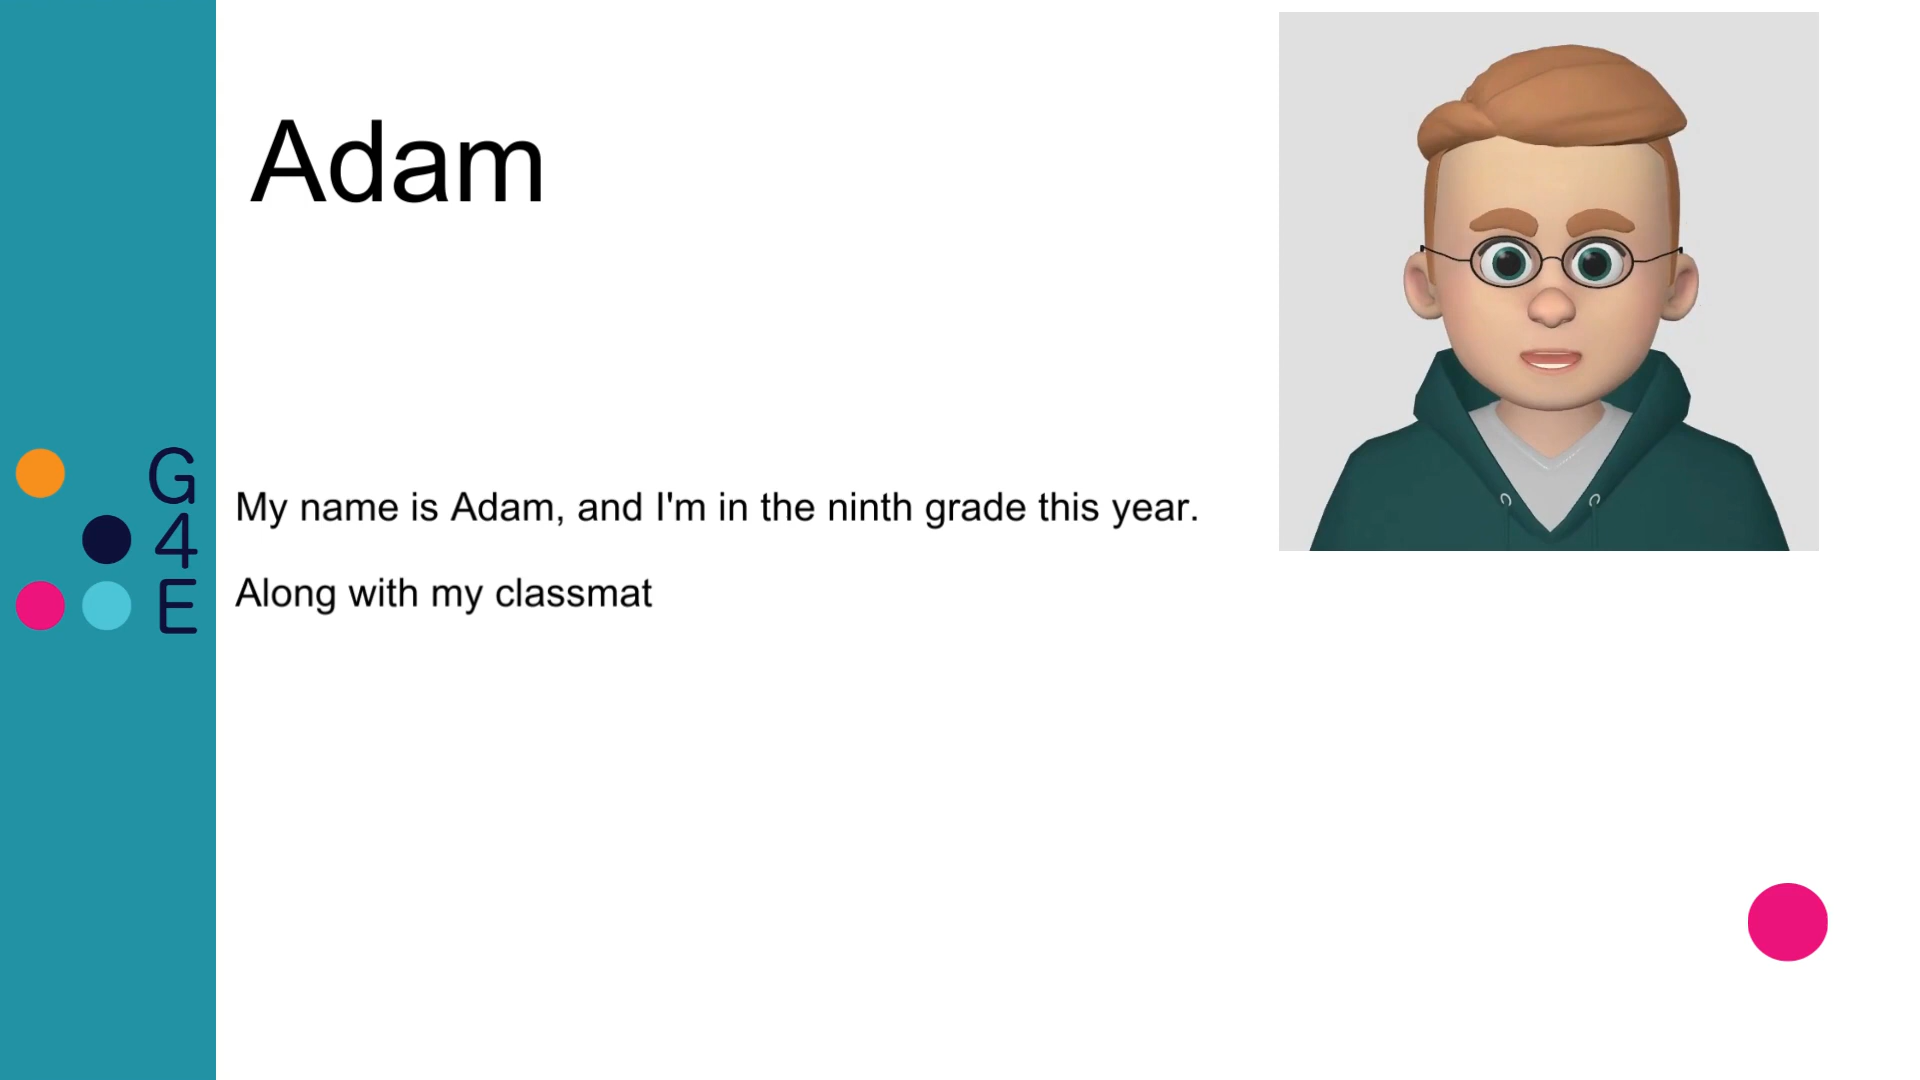 Adam
G
4
E
My name is Adam, and I'm in the ninth grade this year.
Along with my classmat